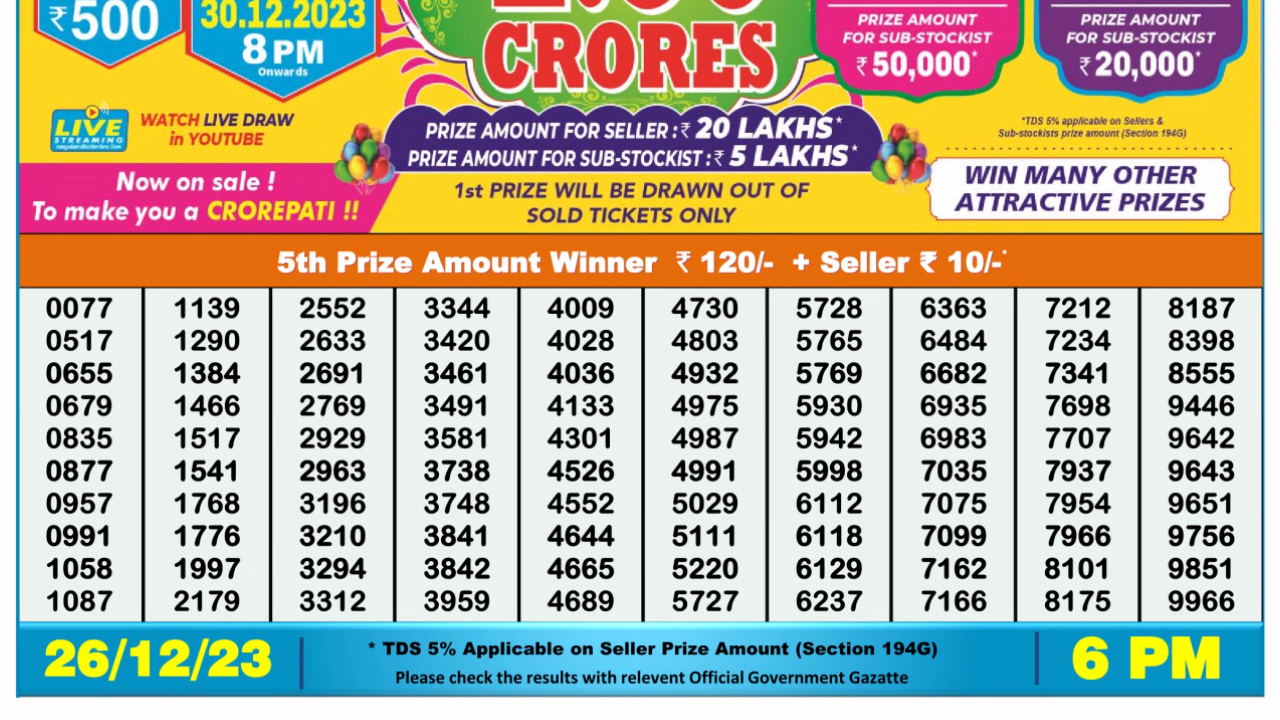 ₹500
30.12.2023
8 PM
Onwards
CRORES
PRIZE AMOUNT
FOR SUB-STOCKIST
₹ 50,000*
PRIZE AMOUNT
FOR SUB-STOCKIST
₹ 20,000*
LIVE
STREAMING
nagalandlotteries.live
WATCH LIVE DRAW
in YOUTUBE
PRIZE AMOUNT FOR SELLER :₹ 20 LAKHS*
PRIZE AMOUNT FOR SUB-STOCKIST :₹ 5 LAKHS*
*TDS 5% applicable on Sellers &
Sub-stockists prize amount (Section 194G)
Now on sale !
To make you a CROREPATI !!
1st PRIZE WILL BE DRAWN OUT OF
SOLD TICKETS ONLY
WIN MANY OTHER
ATTRACTIVE PRIZES
5th Prize Amount Winner ₹ 120/- + Seller ₹ 10/-*
0077 1139 2552 3344 4009 4730 5728 6363 7212 8187
0517 1290 2633 3420 4028 4803 5765 6484 7234 8398
0655 1384 2691 3461 4036 4932 5769 6682 7341 8555
0679 1466 2769 3491 4133 4975 5930 6935 7698 9446
0835 1517 2929 3581 4301 4987 5942 6983 7707 9642
0877 1541 2963 3738 4526 4991 5998 7035 7937 9643
0957 1768 3196 3748 4552 5029 6112 7075 7954 9651
0991 1776 3210 3841 4644 5111 6118 7099 7966 9756
1058 1997 3294 3842 4665 5220 6129 7162 8101 9851
1087 2179 3312 3959 4689 5727 6237 7166 8175 9966
26/12/23
* TDS 5% Applicable on Seller Prize Amount (Section 194G)
Please check the results with relevent Official Government Gazatte
6 PM